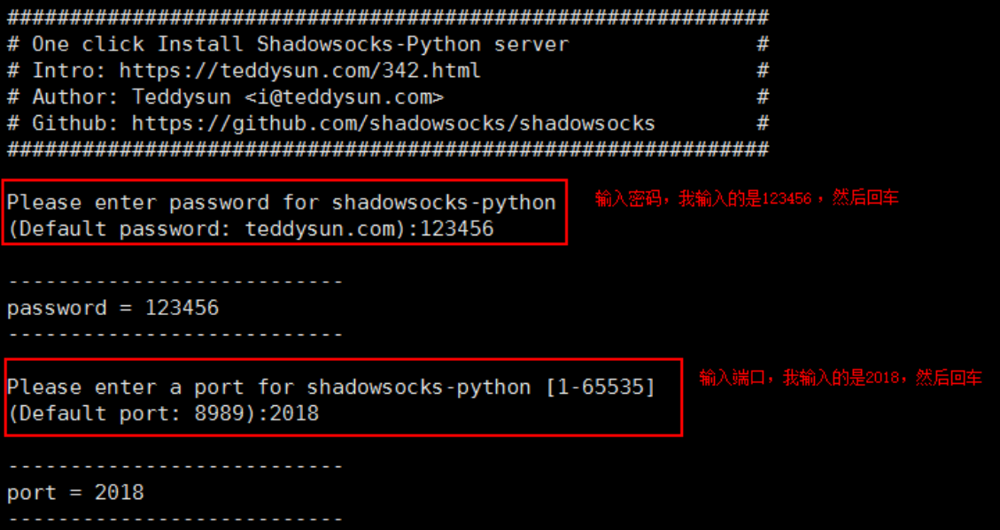 #############################################################
# One click Install Shadowsocks-Python server #
# Intro: https://teddysun.com/342.html #
# Author: Teddysun <i@teddysun.com> #
# Github: https://github.com/shadowsocks/shadowsocks #
#############################################################
Please enter password for shadowsocks-python
输入密码，我输入的是123456 ，然后回车
(Default password: teddysun.com):123456
---------------------------
password = 123456
---------------------------
Please enter a port for shadowsocks-python [1-65535]
输入端口，我输入的是2018，然后回车
(Default port: 8989):2018
---------------------------
port = 2018
---------------------------